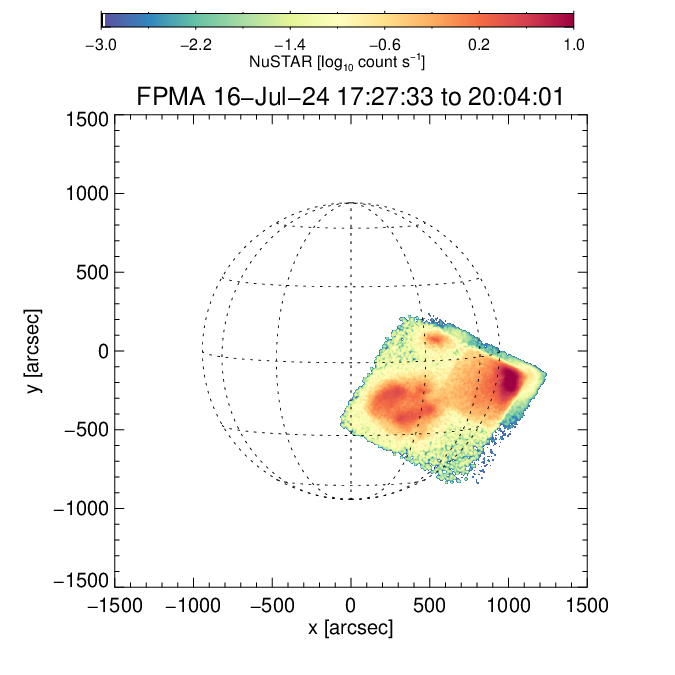 −3.0 −2.2 −1.4 −0.6 0.2 1.0
NuSTAR [log10 count s−1]
FPMA 16−Jul−24 17:27:33 to 20:04:01
1500
1000
500
0
−500
−1000
−1500
y [arcsec]
−1500 −1000 −500 0 500 1000 1500
x [arcsec]